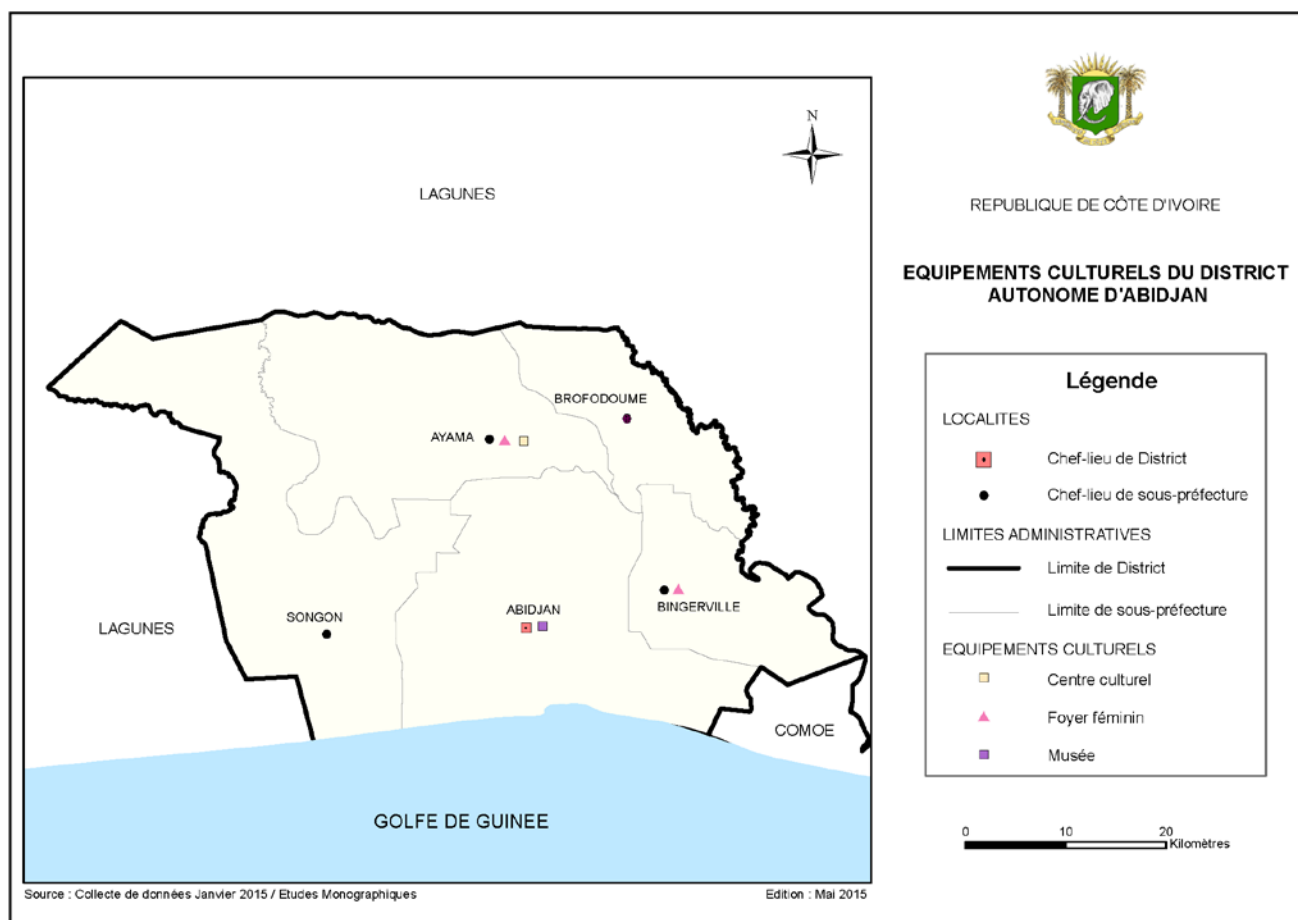 REPUBLIQUE DE CÔTE D'IVOIRE
EQUIPEMENTS CULTURELS DU DISTRICT
AUTONOME D'ABIDJAN
N
LAGUNES
BROFODOUME
AYAMA
BINGERVILLE
ABIDJAN
SONGON
LAGUNES
COMOE
GOLFE DE GUINEE
Légende
LOCALITES
Chef-lieu de District
Chef-lieu de sous-préfecture
LIMITES ADMINISTRATIVES
Limite de District
Limite de sous-préfecture
EQUIPEMENTS CULTURELS
Centre culturel
Foyer féminin
Musée
0 10 20
Kilomètres
Source : Collecte de données Janvier 2015 / Etudes Monographiques
Edition : Mai 2015